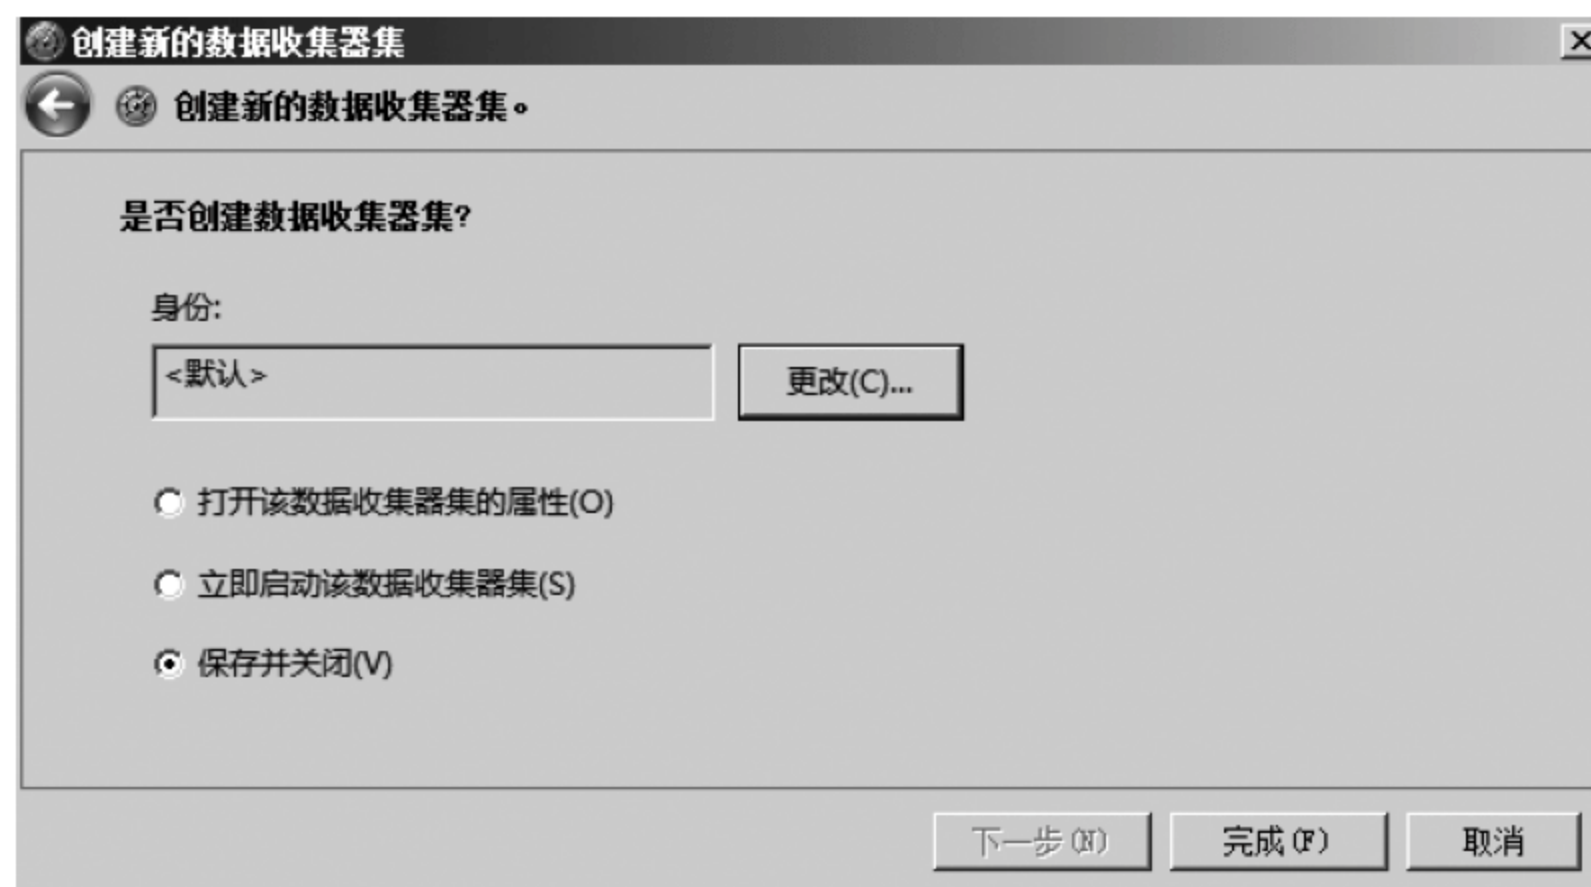 创建新的数据收集器集
创建新的数据收集器集。
是否创建数据收集器集?
身份:
<默认>
更改(C)...
打开该数据收集器集的属性(O)
立即启动该数据收集器集(S)
保存并关闭(V)
下一步(N) 完成(F) 取消